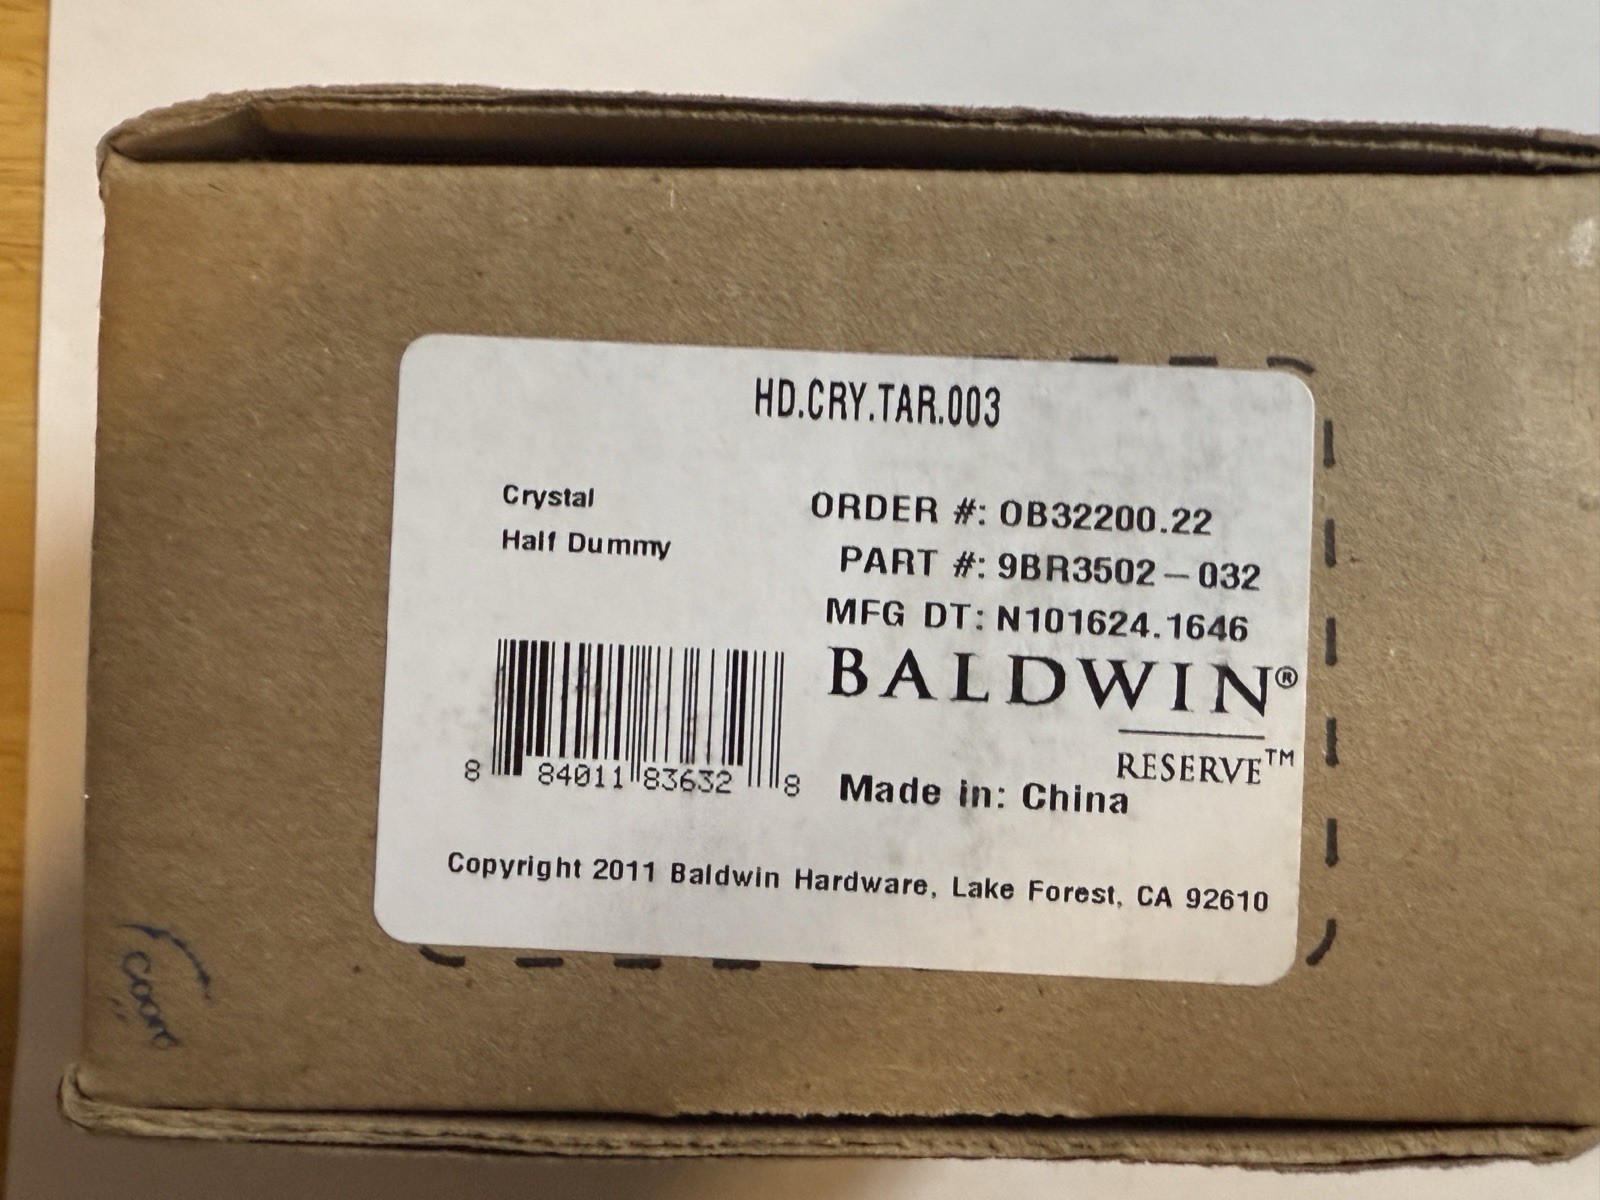 HD.CRY.TAR.003
Crystal
Half Dummy
ORDER #: OB32200.22
PART #: 9BR3502-032
MFG DT: N101624.1646
BALDWIN®
RESERVE™
8 84011 83632 8
Made in: China
Copyright 2011 Baldwin Hardware, Lake Forest, CA 92610